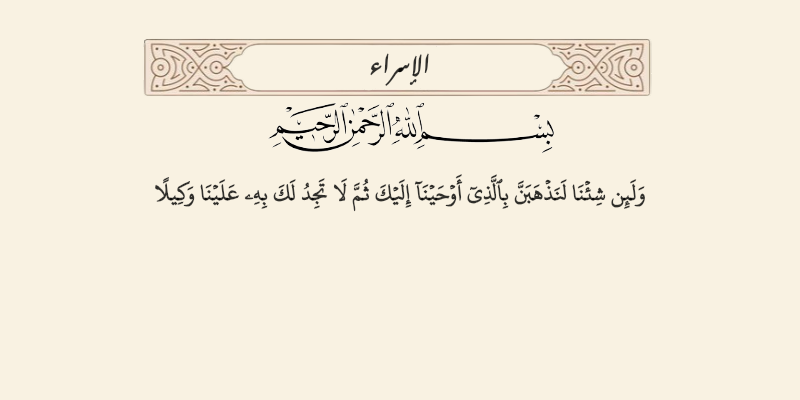 الإسراء
بِسْمِ ٱللَّهِ ٱلرَّحْمَٰنِ ٱلرَّحِيمِ
وَلَئِن شِئْنَا لَنَذْهَبَنَّ بِٱلَّذِىٓ أَوْحَيْنَآ إِلَيْكَ ثُمَّ لَا تَجِدُ لَكَ بِهِۦ عَلَيْنَا وَكِيلًا